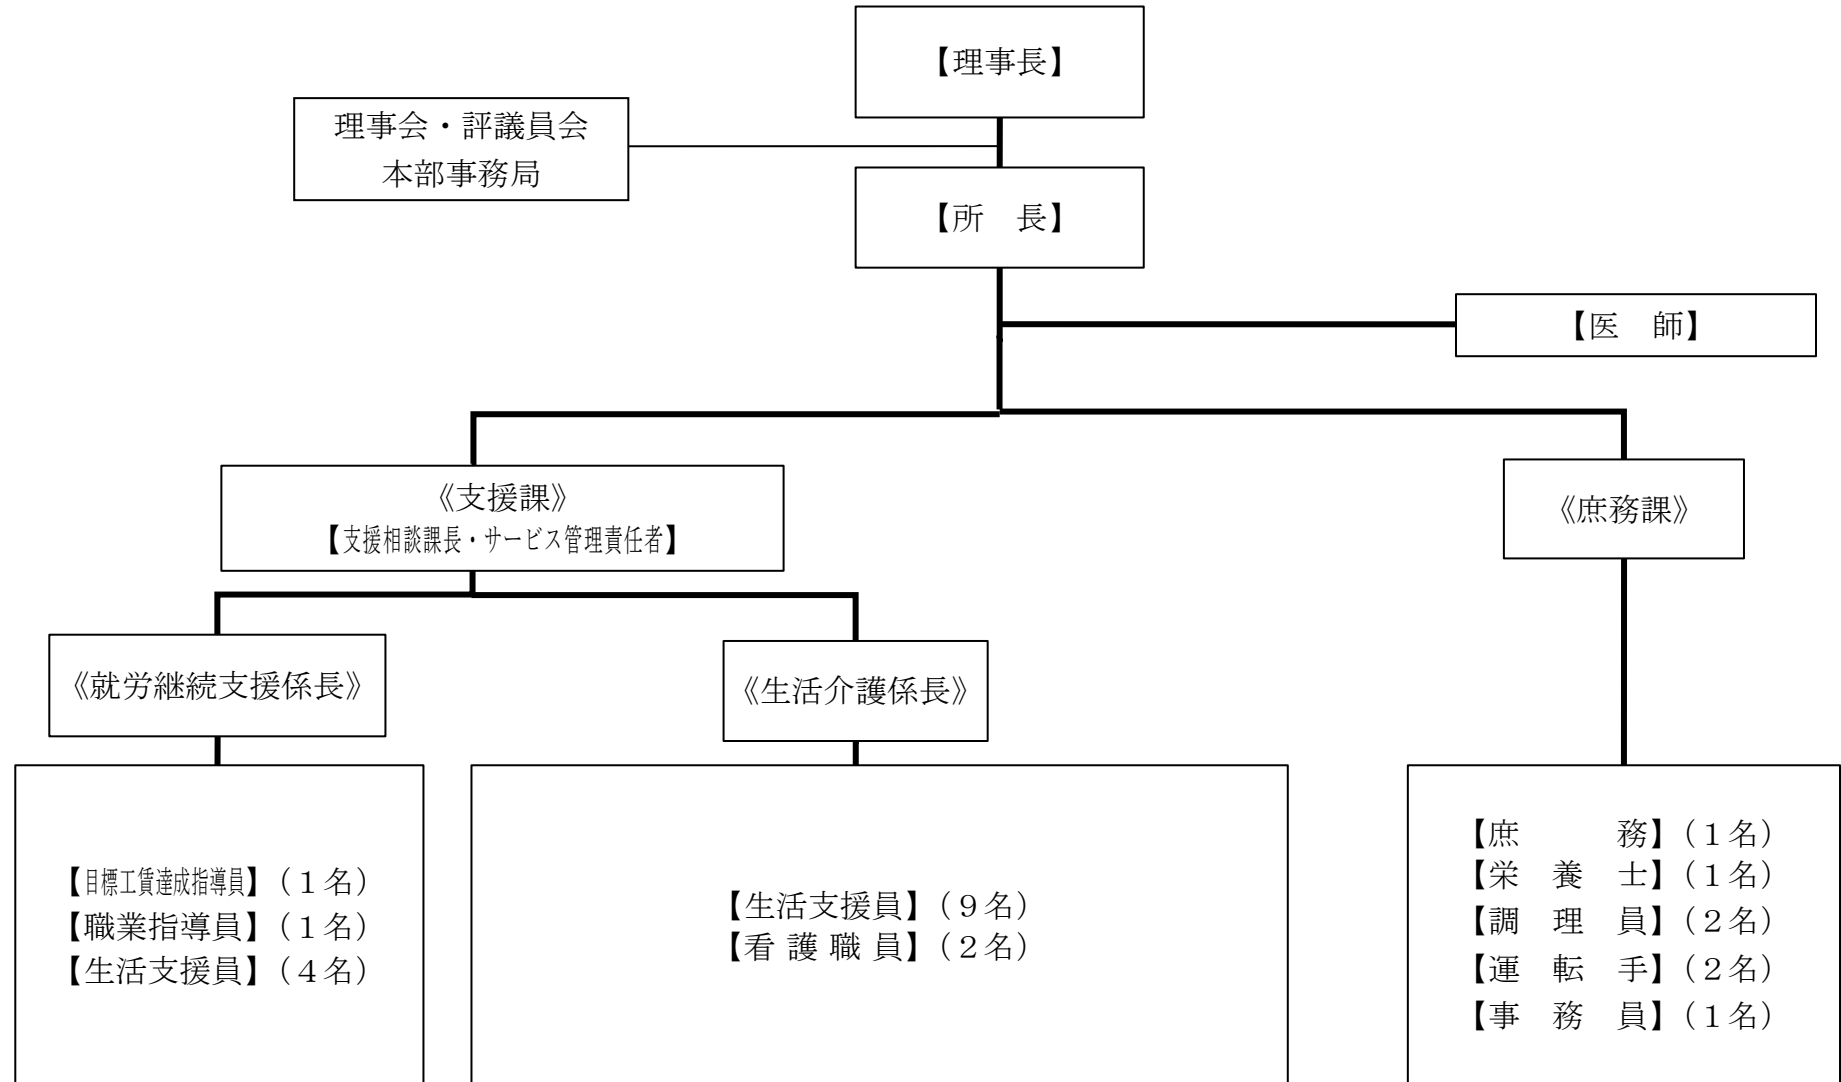 【理事長】
理事会・評議員会
本部事務局
【所　長】
【医　師】
《支援課》
【支援相談課長・サービス管理責任者】
《庶務課》
《就労継続支援係長》
《生活介護係長》
【目標工賃達成指導員】（１名）
【職業指導員】（１名）
【生活支援員】（４名）
【生活支援員】（９名）
【看 護 職 員】（２名）
【庶　　　務】（１名）
【栄　養　士】（１名）
【調　理　員】（２名）
【運　転　手】（２名）
【事　務　員】（１名）